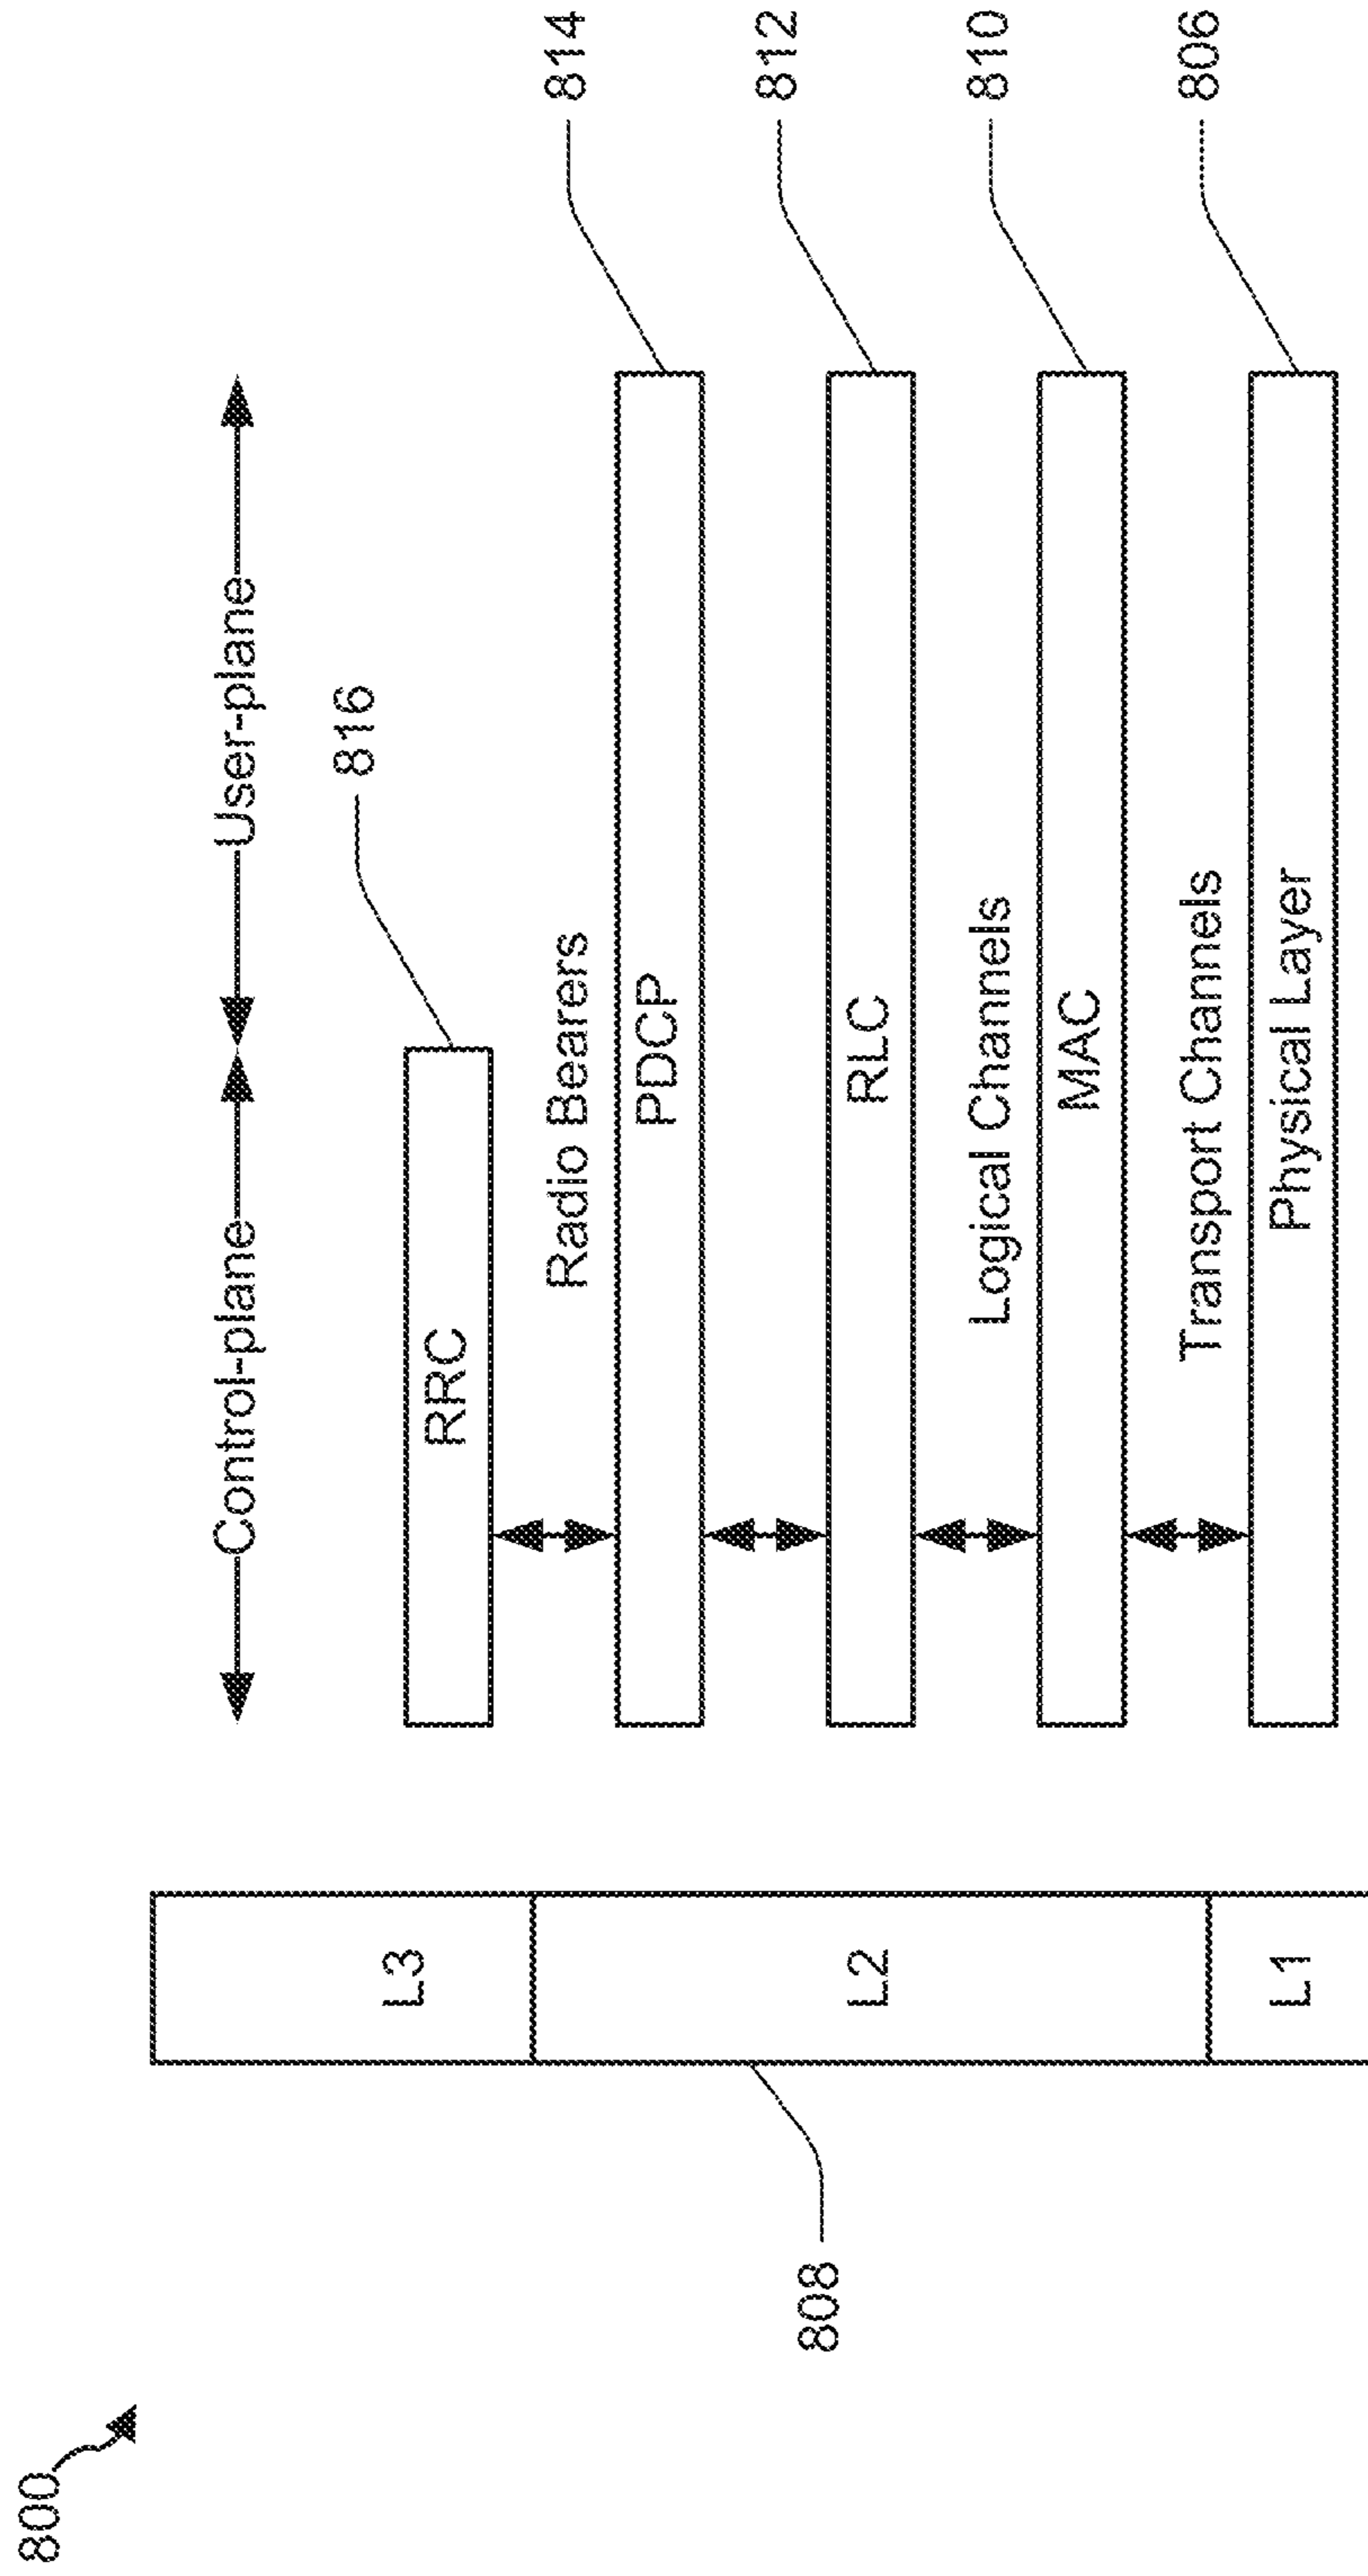 800
Control-plane
User-plane
816
RRC
L3
Radio Bearers
814
PDCP
808
L2
812
RLC
Logical Channels
810
MAC
Transport Channels
806
L1
Physical Layer